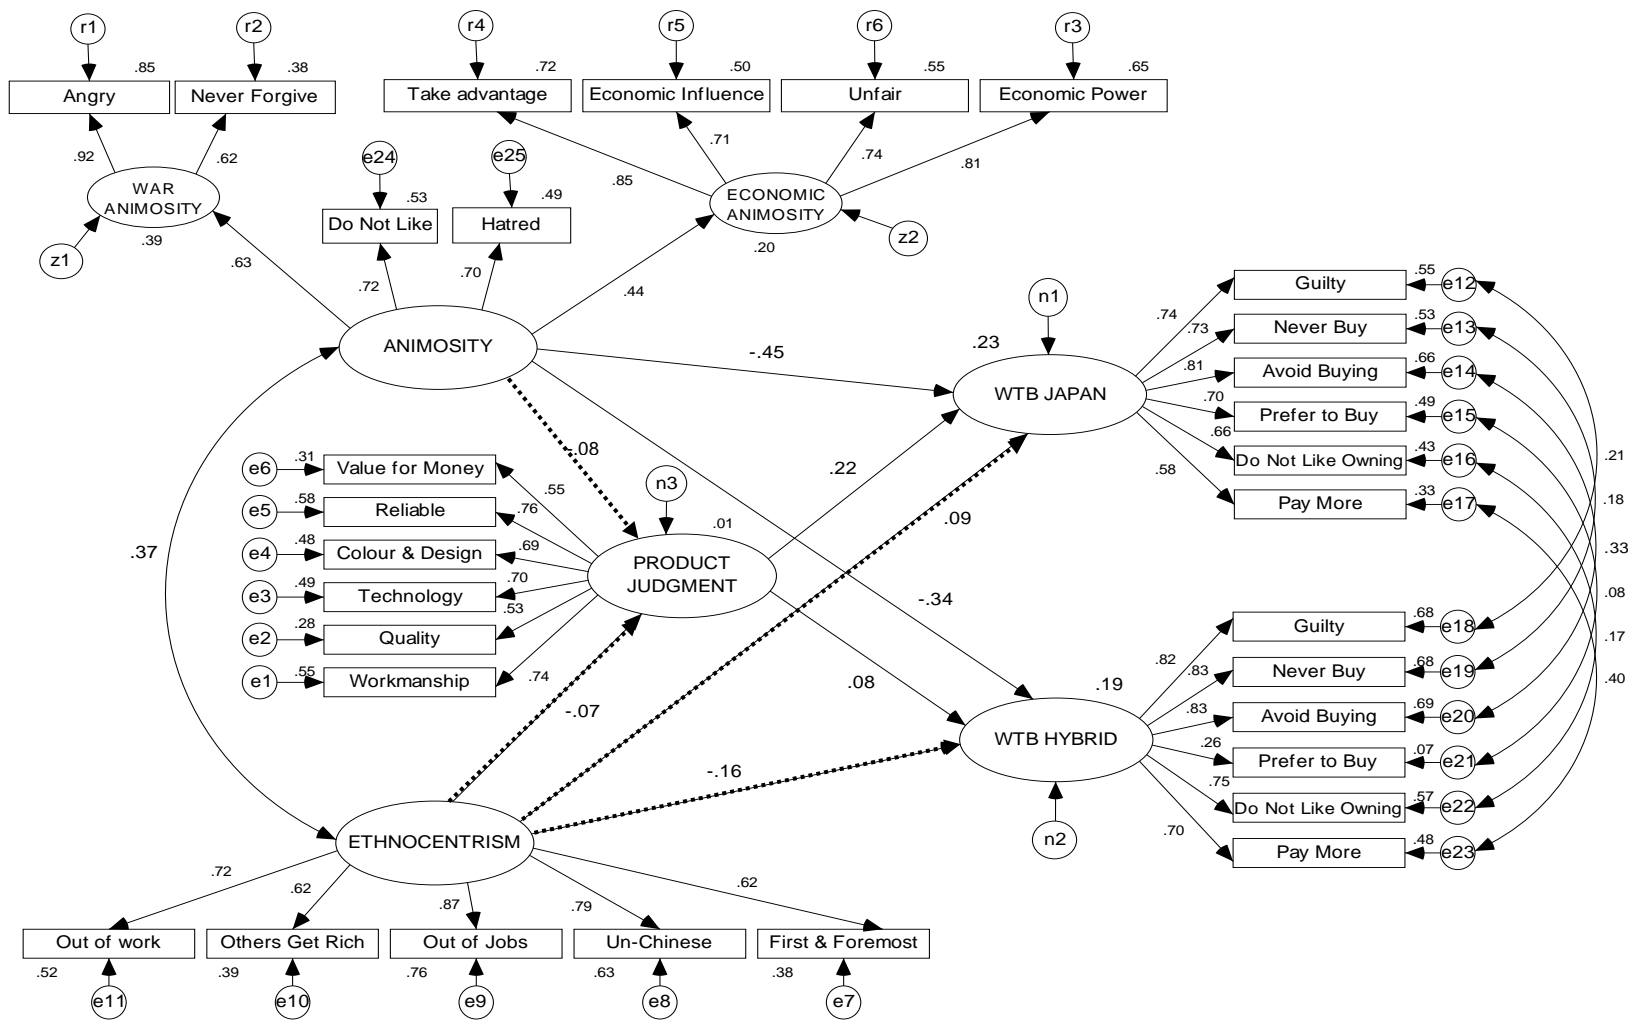 r1
r2
r4
r5
r6
r3
.85
.38
.72
.50
.55
.65
Angry
Never Forgive
Take advantage
Economic Influence
Unfair
Economic Power
.92
.62
.85
.71
.74
.81
WAR
ANIMOSITY
.39
z1
.63
e24
e25
.53
.49
Do Not Like
Hatred
.72
.70
ECONOMIC
ANIMOSITY
.20
z2
.44
ANIMOSITY
-.45
-.08
-.34
.37
n1
.23
WTB JAPAN
.74
.73
.81
.70
.66
.58
Guilty
.55
e12
Never Buy
.53
e13
Avoid Buying
.66
e14
Prefer to Buy
.49
e15
Do Not Like Owning
.43
e16
Pay More
.33
e17
.21
.18
.33
.08
.17
.40
e6
.31
Value for Money
.55
e5
.58
Reliable
.76
e4
.48
Colour & Design
.69
e3
.49
Technology
.70
e2
.28
Quality
.53
e1
.55
Workmanship
.74
n3
.01
PRODUCT
JUDGMENT
.22
.09
.08
-.07
-.16
.19
WTB HYBRID
n2
.82
.83
.83
.26
.75
.70
Guilty
.68
e18
Never Buy
.68
e19
Avoid Buying
.69
e20
Prefer to Buy
.07
e21
Do Not Like Owning
.57
e22
Pay More
.48
e23
ETHNOCENTRISM
.72
.62
.87
.79
.62
Out of work
Others Get Rich
Out of Jobs
Un-Chinese
First & Foremost
.52
.39
.76
.63
.38
e11
e10
e9
e8
e7